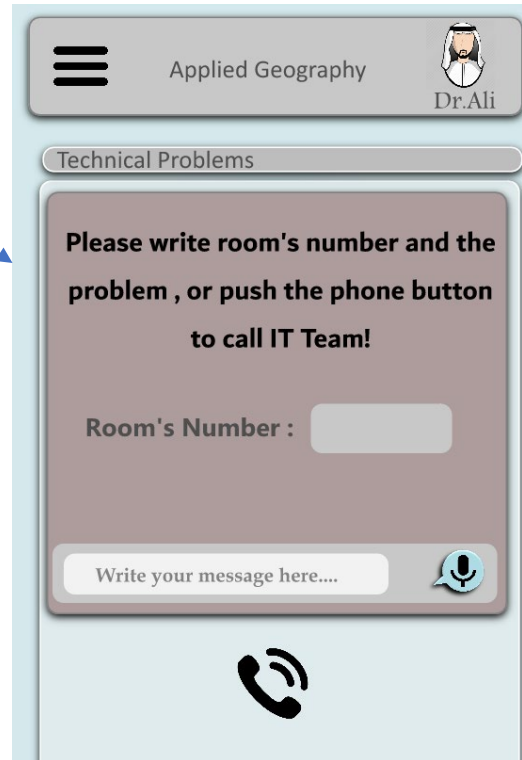 Applied Geography
Dr.Ali
Technical Problems
Please write room's number and the
problem , or push the phone button
to call IT Team!
Room's Number :
Write your message here....